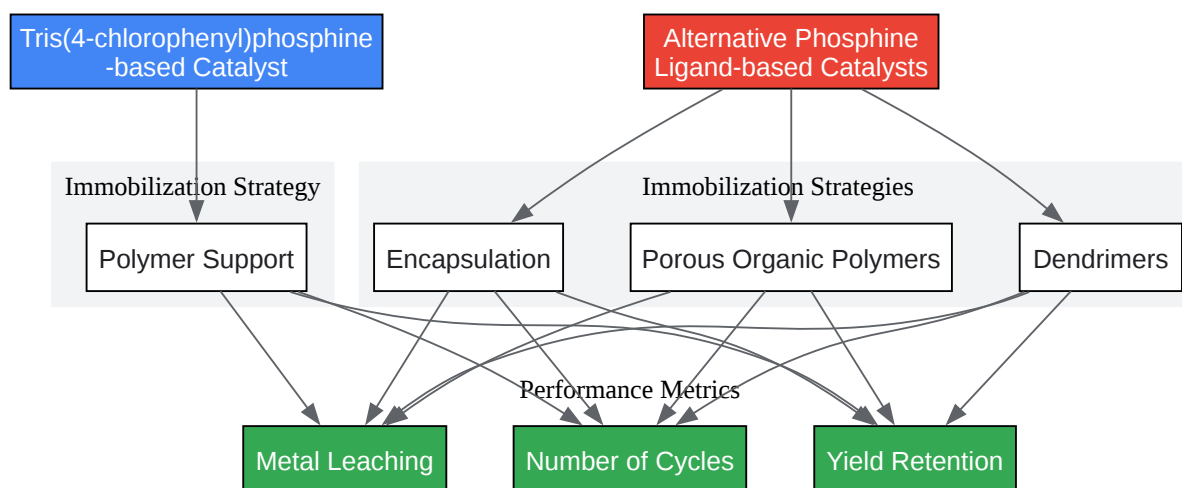 Tris(4-chlorophenyl)phosphine
-based Catalyst
Alternative Phosphine
Ligand-based Catalysts
Immobilization Strategy
Immobilization Strategies
Polymer Support
Encapsulation
Porous Organic Polymers
Dendrimers
Performance Metrics
Metal Leaching
Number of Cycles
Yield Retention